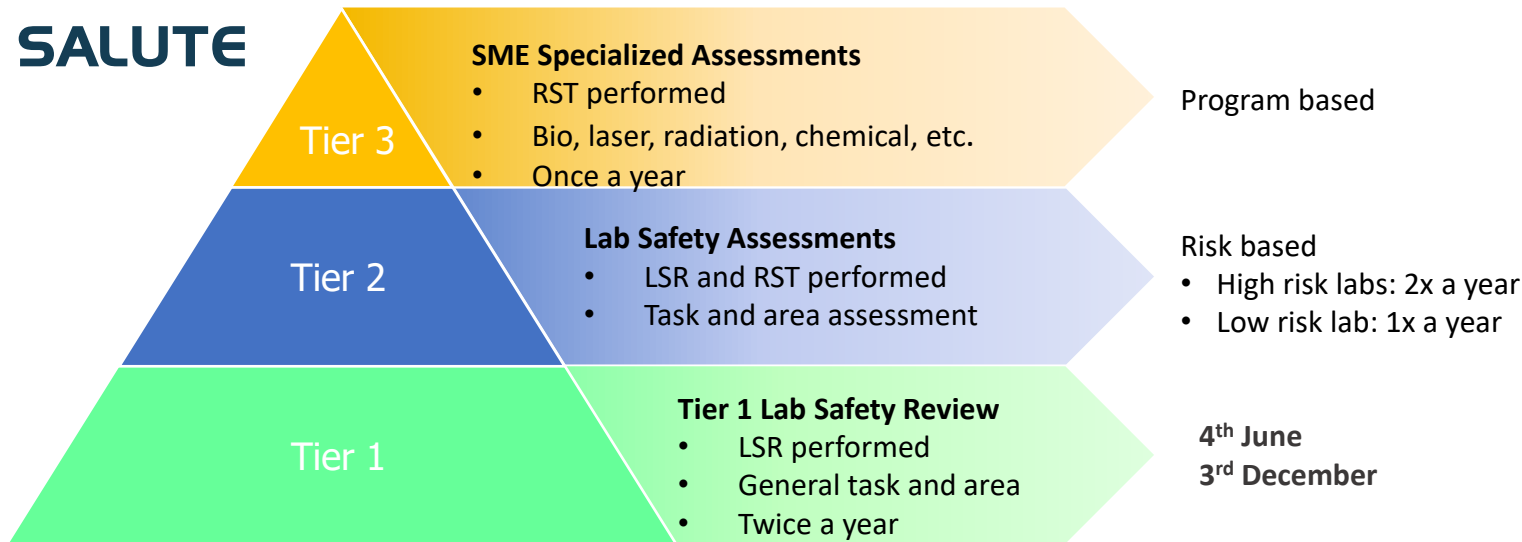 SALUTE
Tier 3
SME Specialized Assessments
• RST performed
• Bio, laser, radiation, chemical, etc.
• Once a year
Program based
Tier 2
Lab Safety Assessments
• LSR and RST performed
• Task and area assessment
Risk based
• High risk labs: 2x a year
• Low risk lab: 1x a year
Tier 1
Tier 1 Lab Safety Review
• LSR performed
• General task and area
• Twice a year
4th June
3rd December